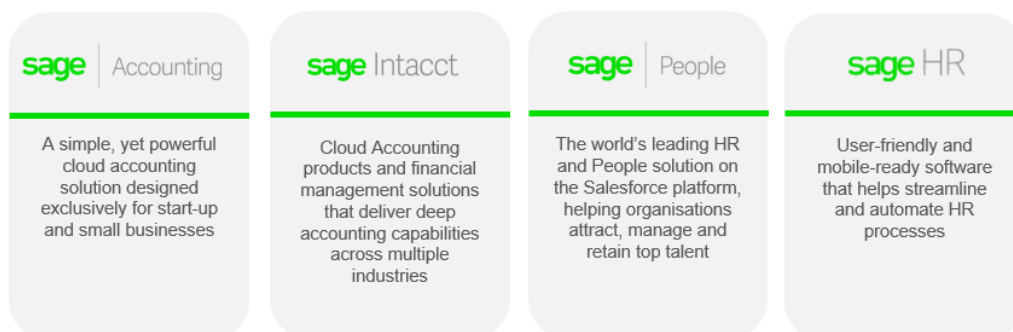 sage | Accounting
A simple, yet powerful
cloud accounting
solution designed
exclusively for start-up
and small businesses
sage Intacct
Cloud Accounting
products and financial
management solutions
that deliver deep
accounting capabilities
across multiple
industries
sage | People
The world’s leading HR
and People solution on
the Salesforce platform,
helping organisations
attract, manage and
retain top talent
sage HR
User-friendly and
mobile-ready software
that helps streamline
and automate HR
processes